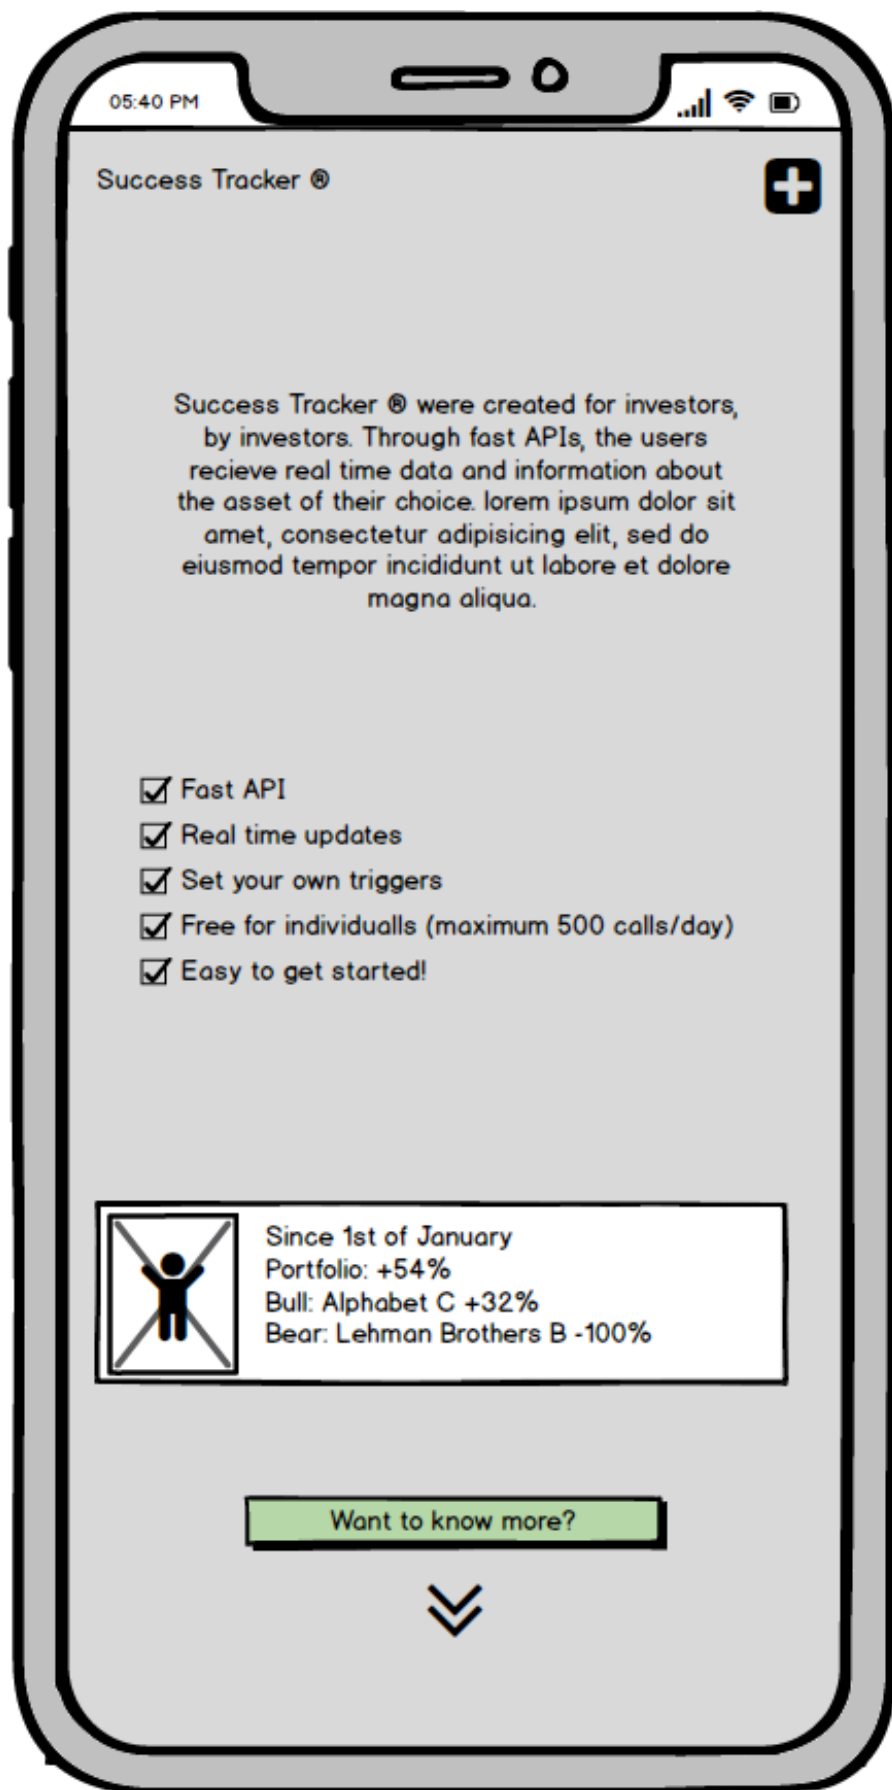 05:40 PM
Success Tracker ®
Success Tracker ® were created for investors,
by investors. Through fast APIs, the users
recieve real time data and information about
the asset of their choice. lorem ipsum dolor sit
amet, consectetur adipisicing elit, sed do
eiusmod tempor incididunt ut labore et dolore
magna aliqua.
Fast API
Real time updates
Set your own triggers
Free for individualls (maximum 500 calls/day)
Easy to get started!
Since 1st of January
Portfolio: +54%
Bull: Alphabet C +32%
Bear: Lehman Brothers B -100%
Want to know more?